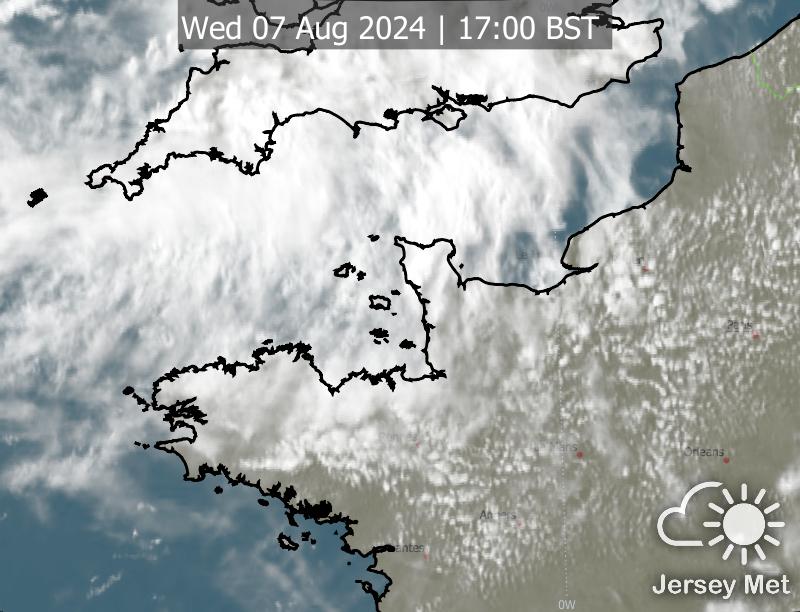 Wed 07 Aug 2024 | 17:00 BST
Paris
Le Mans
Orleans
Angers
Nantes
0W
Jersey Met